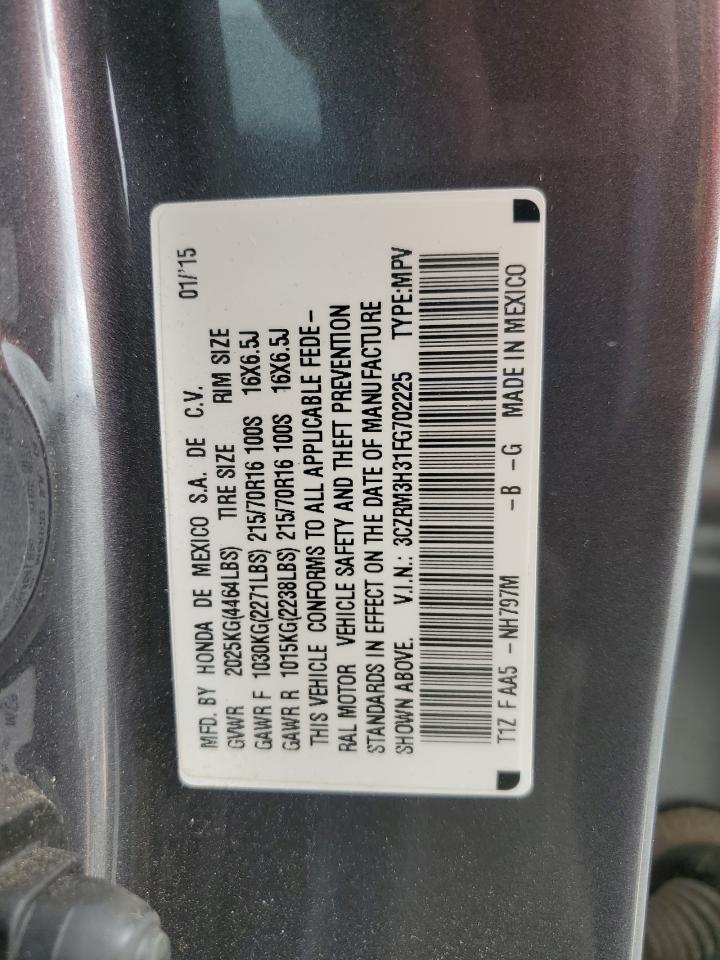 01/'15
MFD. BY HONDA DE MEXICO S.A. DE C.V.
GVWR 2025KG(4464LBS) TIRE SIZE RIM SIZE
GAWR F 1030KG(2271LBS) 215/70R16 100S 16X6.5J
GAWR R 1015KG(2238LBS) 215/70R16 100S 16X6.5J
THIS VEHICLE CONFORMS TO ALL APPLICABLE FEDE-
RAL MOTOR VEHICLE SAFETY AND THEFT PREVENTION
STANDARDS IN EFFECT ON THE DATE OF MANUFACTURE
SHOWN ABOVE. V.I.N.: 3CZRM3H31FG702225 TYPE:MPV
T1Z F AA5 -NH797M -B -G MADE IN MEXICO